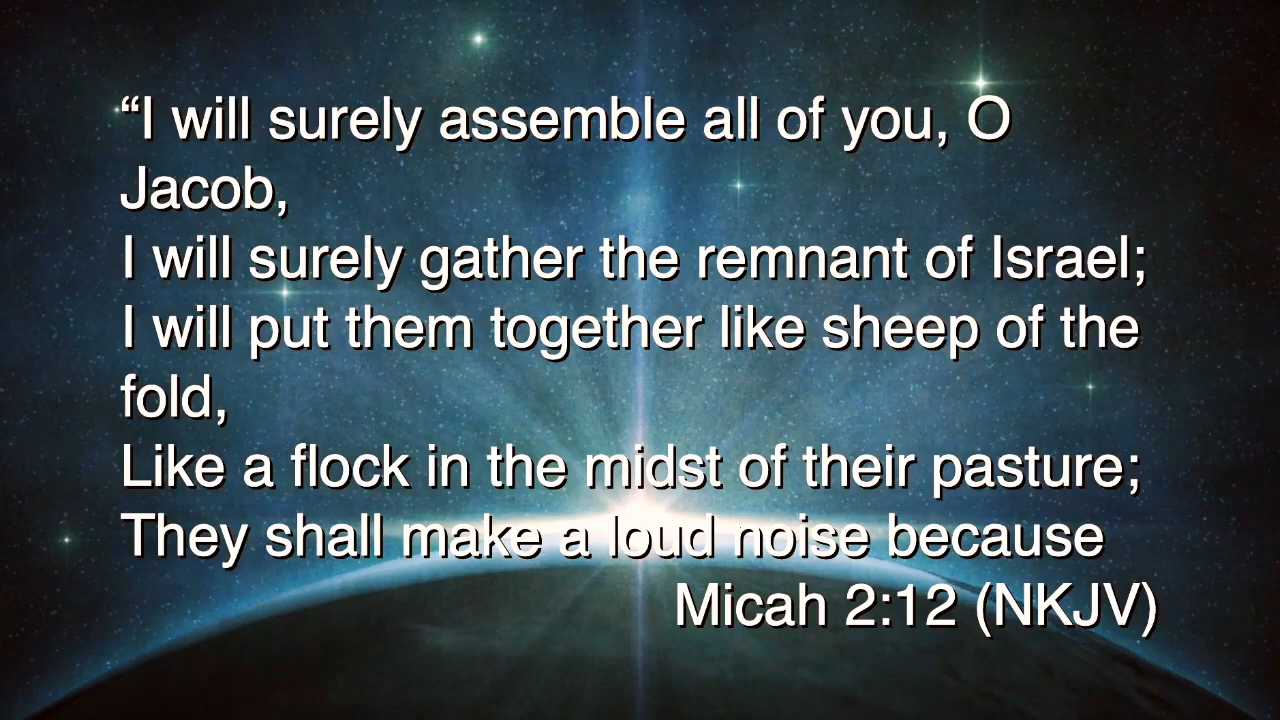 “I will surely assemble all of you, O
Jacob,
I will surely gather the remnant of Israel;
I will put them together like sheep of the
fold,
Like a flock in the midst of their pasture;
They shall make a loud noise because
Micah 2:12 (NKJV)